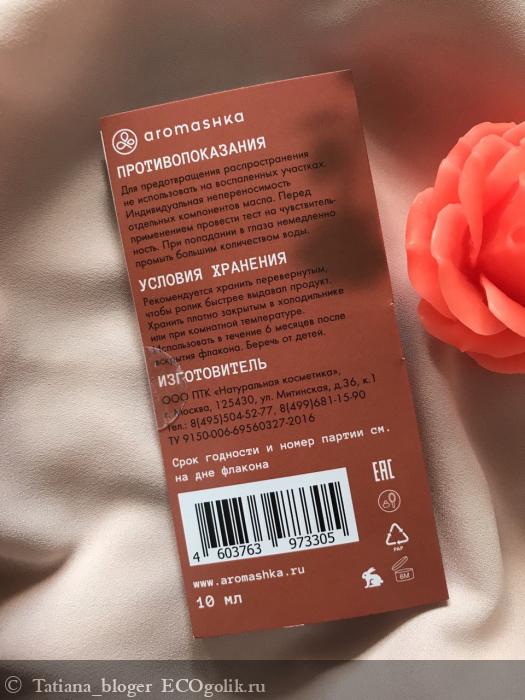 aromasнка
ПРОТИВОПОКАЗАНИЯ
Для предотвращения распространения
не использовать на воспаленных участках.
Индивидуальная непереносимость
отдельных компонентов масла. Перед
применением провести тест на чувствитель-
ность. При попадании в глаза немедленно
промыть большим количеством воды.
УСЛОВИЯ ХРАНЕНИЯ
Рекомендуется хранить перевернутым,
чтобы ролик быстрее выдавал продукт.
Хранить плотно закрытым в холодильнике
или при комнатной температуре.
Использовать в течение 6 месяцев после
вскрытия флакона. Беречь от детей.
ИЗГОТОВИТЕЛЬ
ООО ПТК «Натуральная косметика»,
г. Москва, 125430, ул. Митинская, д.36, к.1
тел.: 8(495)504-52-77, 8(499)681-15-90
ТУ 9150-006-69560327-2016
Срок годности и номер партии см.
на дне флакона
EAC
4 603763 973305
PAP
www.aromashka.ru
6M
10 мл
© Tatiana_bloger ECOgolik.ru